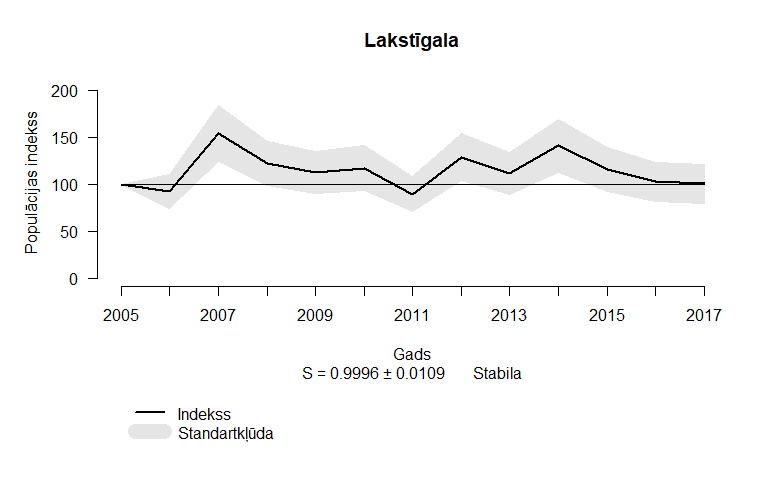 Lakstīgala
Populācijas indekss
200
150
100
50
0
2005 2007 2009 2011 2013 2015 2017
Gads
S = 0.9996 ± 0.0109 Stabila
Indekss
Standartkļūda